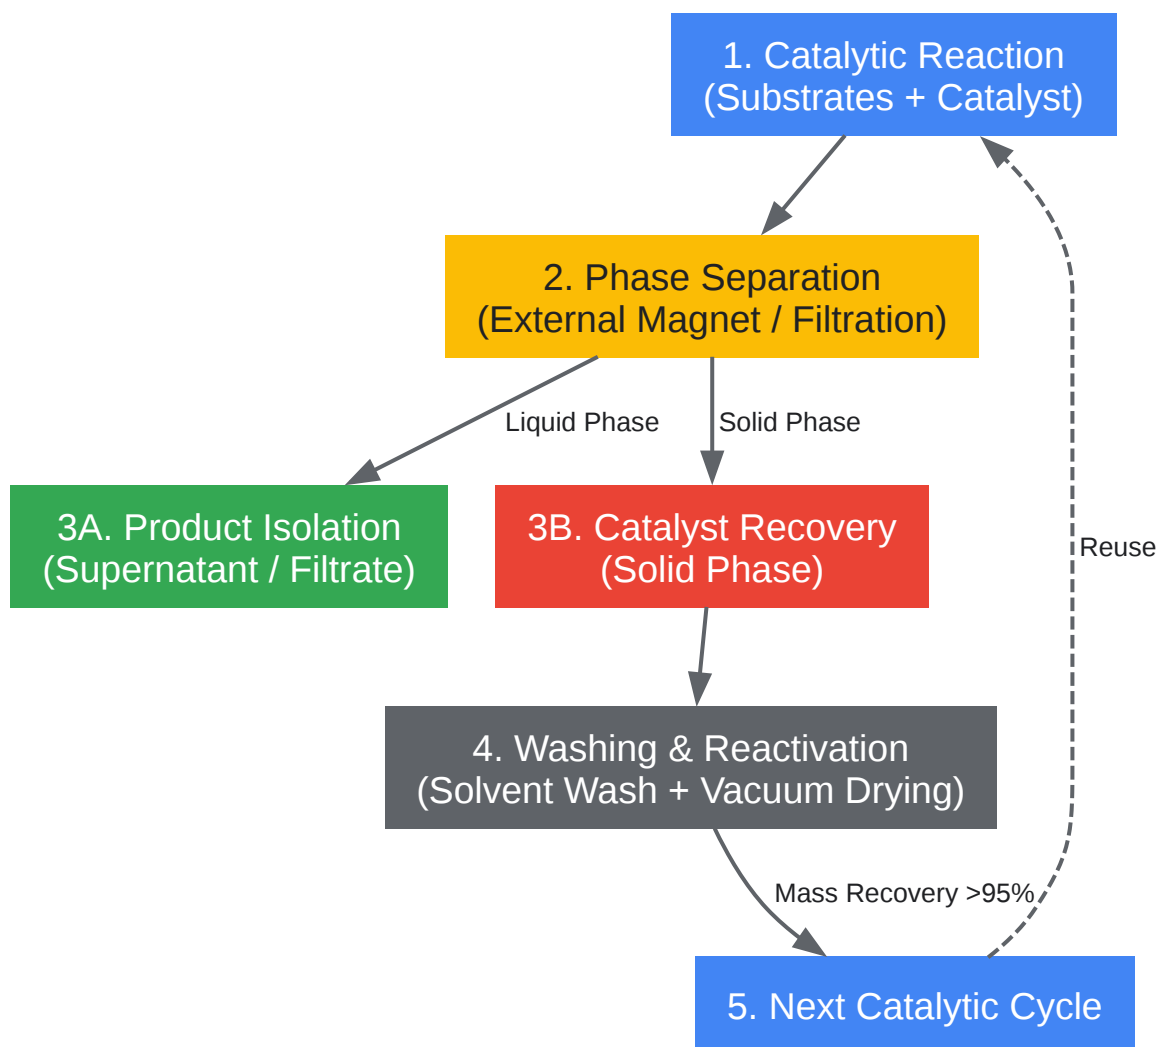 1. Catalytic Reaction
(Substrates + Catalyst)
2. Phase Separation
(External Magnet / Filtration)
Liquid Phase
Solid Phase
3A. Product Isolation
(Supernatant / Filtrate)
3B. Catalyst Recovery
(Solid Phase)
Reuse
4. Washing & Reactivation
(Solvent Wash + Vacuum Drying)
Mass Recovery >95%
5. Next Catalytic Cycle